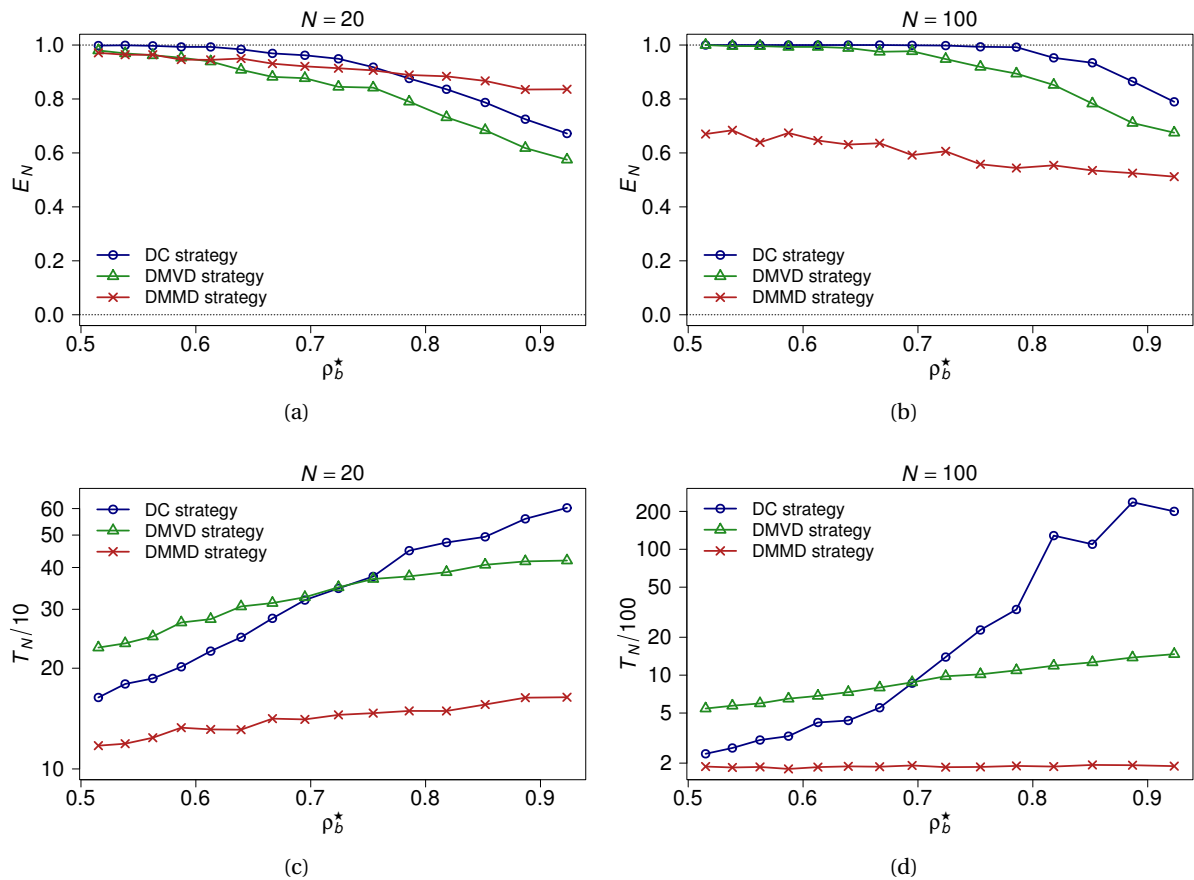 N = 20
E_N
1.0
0.8
0.6
0.4
0.2
0.0
DC strategy
DMVD strategy
DMMD strategy
0.5 0.6 0.7 0.8 0.9
ρ_b^★
(a)
N = 100
E_N
1.0
0.8
0.6
0.4
0.2
0.0
DC strategy
DMVD strategy
DMMD strategy
0.5 0.6 0.7 0.8 0.9
ρ_b^★
(b)
N = 20
T_N/10
60
50
40
30
20
10
DC strategy
DMVD strategy
DMMD strategy
0.5 0.6 0.7 0.8 0.9
ρ_b^★
(c)
N = 100
T_N/100
200
100
50
20
10
5
2
DC strategy
DMVD strategy
DMMD strategy
0.5 0.6 0.7 0.8 0.9
ρ_b^★
(d)